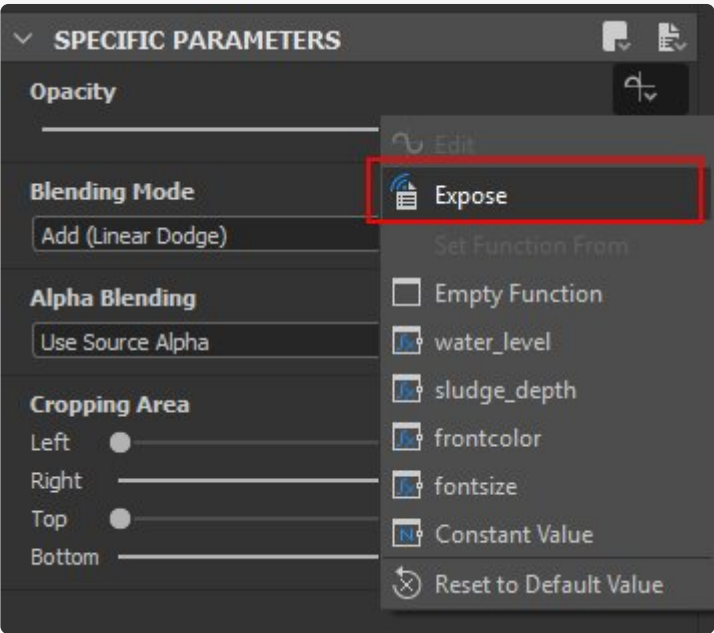 SPECIFIC PARAMETERS
Opacity
Edit
Expose
Set Function From
Empty Function
water_level
sludge_depth
frontcolor
fontsize
Constant Value
Reset to Default Value
Blending Mode
Add (Linear Dodge)
Alpha Blending
Use Source Alpha
Cropping Area
Left
Right
Top
Bottom